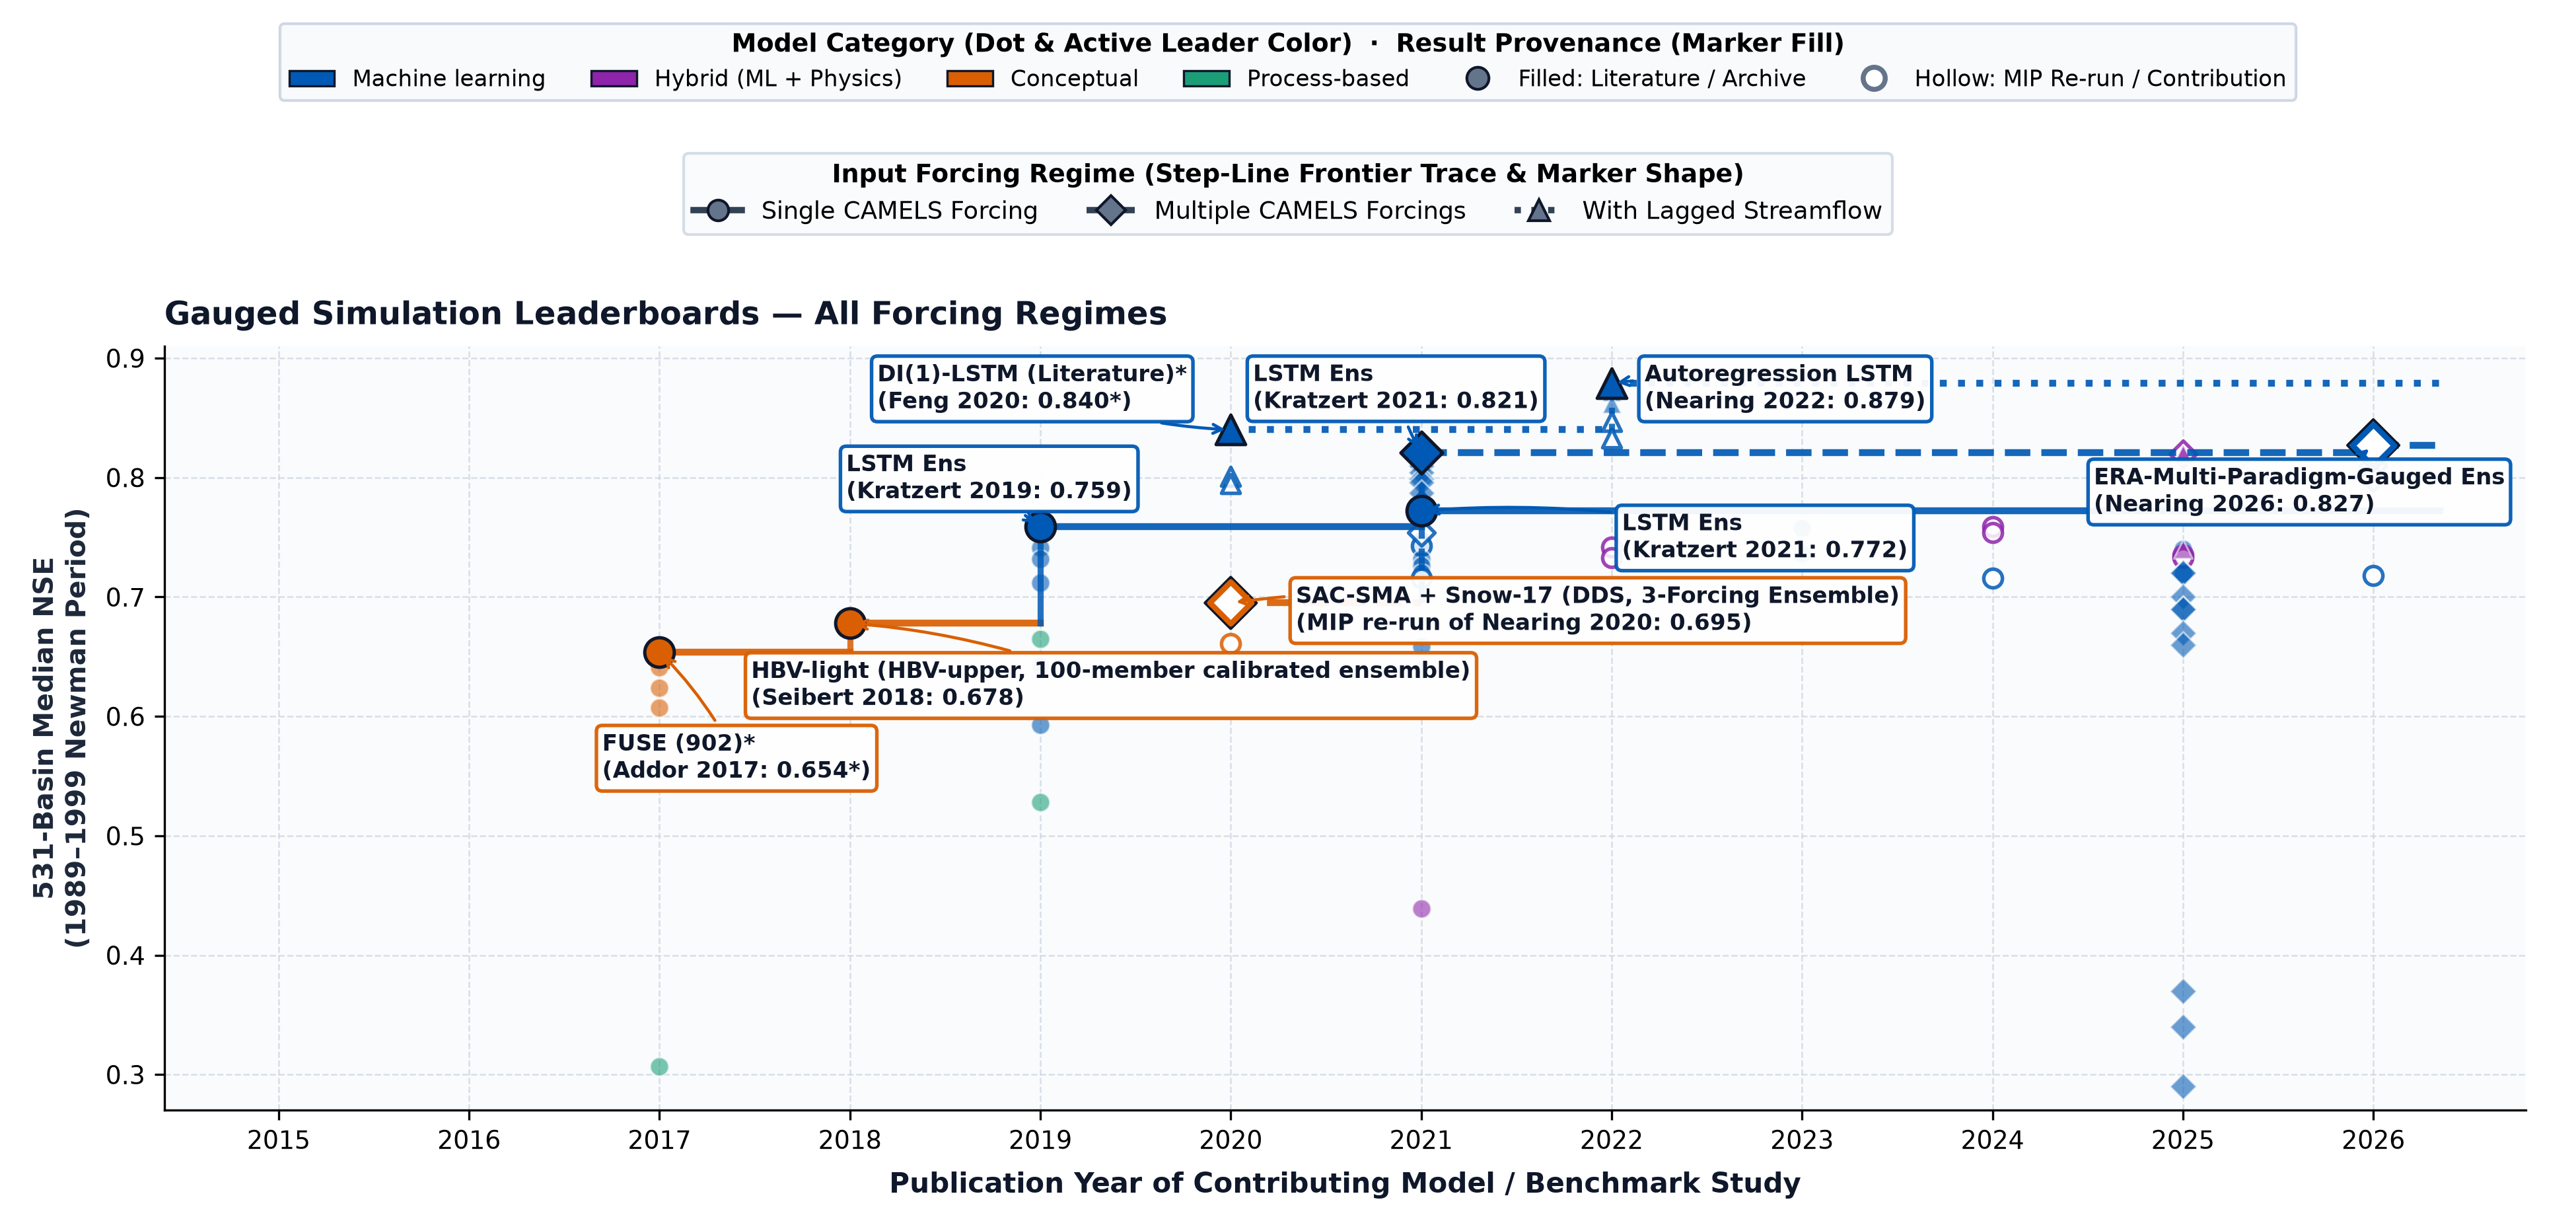 Model Category (Dot & Active Leader Color)  ·  Result Provenance (Marker Fill)
Machine learning
Hybrid (ML + Physics)
Conceptual
Process-based
Filled: Literature / Archive
Hollow: MIP Re-run / Contribution
Input Forcing Regime (Step-Line Frontier Trace & Marker Shape)
Single CAMELS Forcing
Multiple CAMELS Forcings
With Lagged Streamflow
Gauged Simulation Leaderboards — All Forcing Regimes
531-Basin Median NSE
(1989–1999 Newman Period)
0.9
0.8
0.7
0.6
0.5
0.4
0.3
DI(1)-LSTM (Literature)*
(Feng 2020: 0.840*)
LSTM Ens
(Kratzert 2021: 0.821)
Autoregression LSTM
(Nearing 2022: 0.879)
LSTM Ens
(Kratzert 2019: 0.759)
ERA-Multi-Paradigm-Gauged Ens
(Nearing 2026: 0.827)
LSTM Ens
(Kratzert 2021: 0.772)
SAC-SMA + Snow-17 (DDS, 3-Forcing Ensemble)
(MIP re-run of Nearing 2020: 0.695)
HBV-light (HBV-upper, 100-member calibrated ensemble)
(Seibert 2018: 0.678)
FUSE (902)*
(Addor 2017: 0.654*)
2015
2016
2017
2018
2019
2020
2021
2022
2023
2024
2025
2026
Publication Year of Contributing Model / Benchmark Study